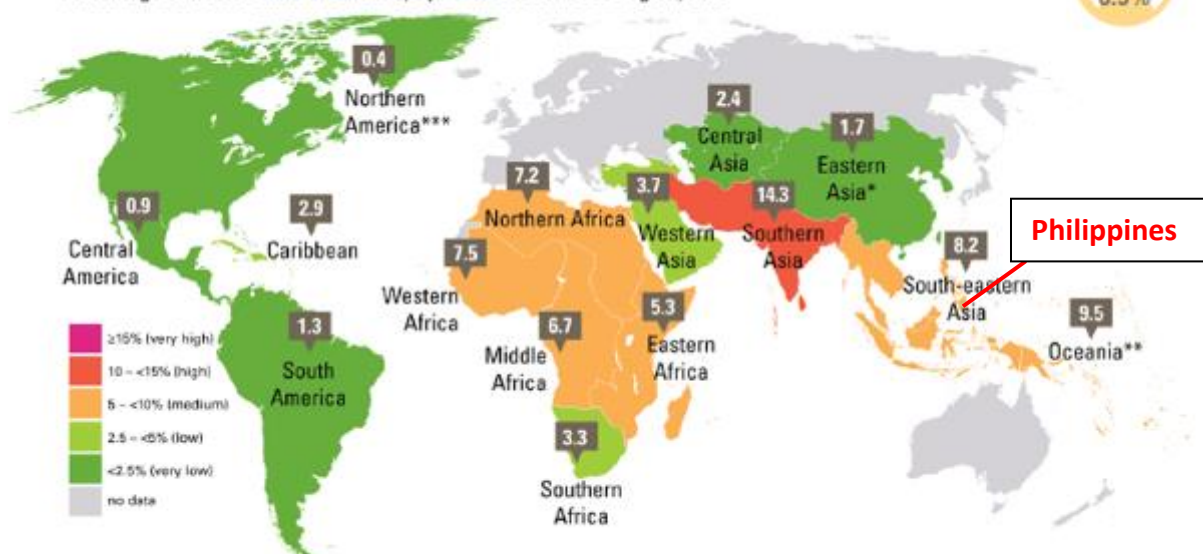 0.4
Northern
America***
2.4
Central
Asia
1.7
Eastern
Asia*
7.2
Northern Africa
3.7
Western
Asia
14.3
Southern
Asia
Philippines
0.9
Central
America
2.9
Caribbean
7.5
Western
Africa
8.2
South-eastern
Asia
5.3
Eastern
Africa
6.7
Middle
Africa
9.5
Oceania**
1.3
South
America
3.3
Southern
Africa
≥15% (very high)
10 – <15% (high)
5 – <10% (medium)
2.5 – <5% (low)
<2.5% (very low)
no data